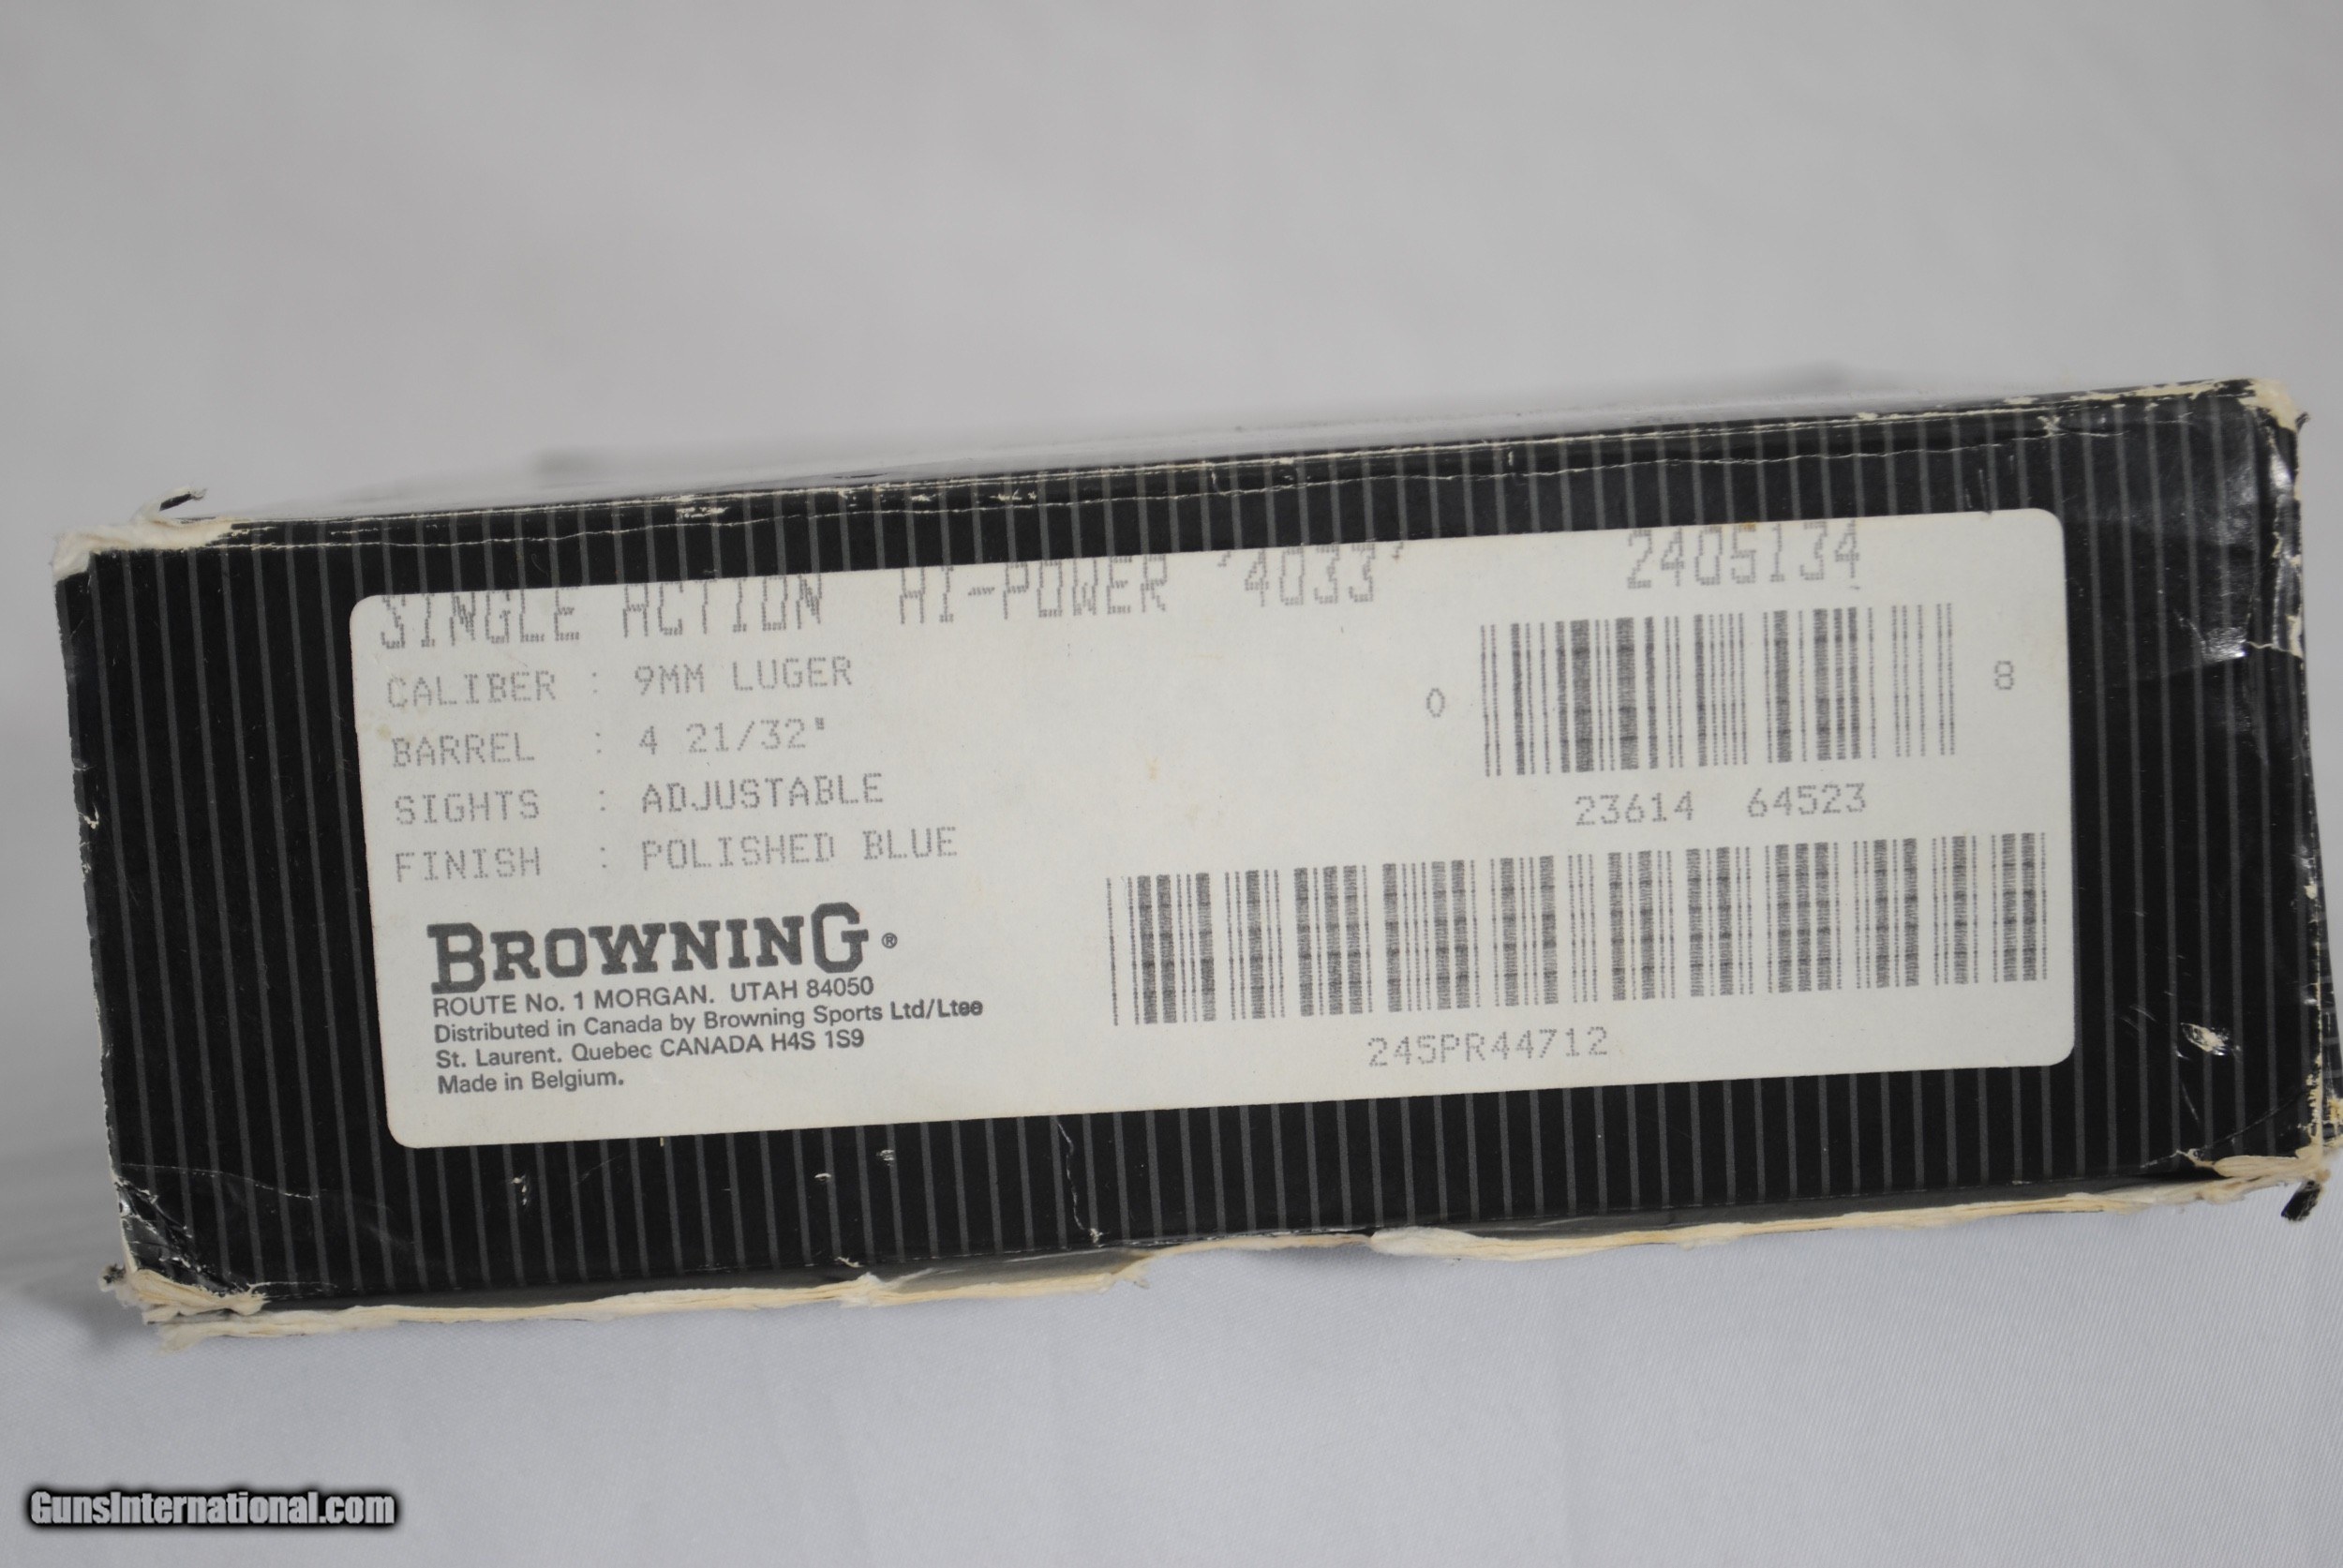 SINGLE ACTION HI-POWER '4033' 2405134
CALIBER : 9MM LUGER
BARREL : 4 21/32"
SIGHTS : ADJUSTABLE
FINISH : POLISHED BLUE
0 23614 64523 8
BROWNING®
ROUTE No. 1 MORGAN. UTAH 84050
Distributed in Canada by Browning Sports Ltd/Ltee
St. Laurent. Quebec CANADA H4S 1S9
Made in Belgium.
245PR44712
GunsInternational.com